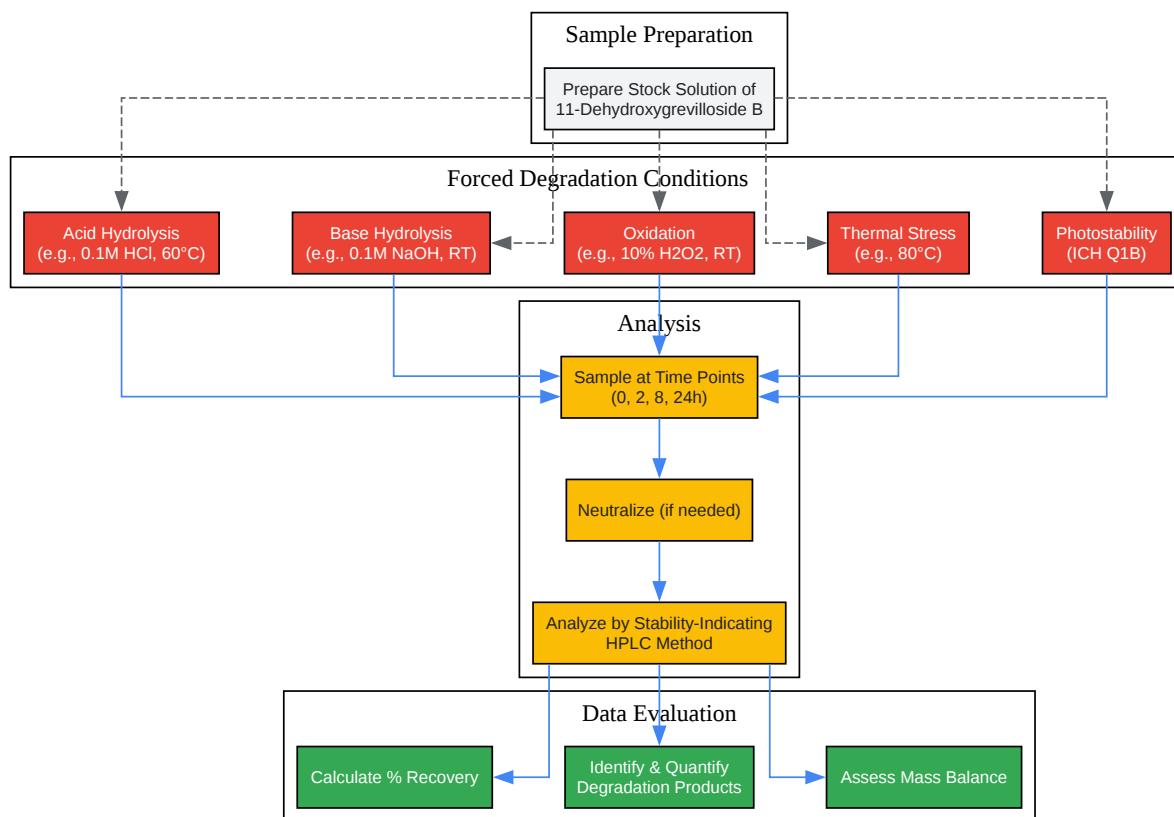 Sample Preparation
Prepare Stock Solution of
11-Dehydroxygrevilloside B
Forced Degradation Conditions
Acid Hydrolysis
(e.g., 0.1M HCl, 60°C)
Base Hydrolysis
(e.g., 0.1M NaOH, RT)
Oxidation
(e.g., 10% H2O2, RT)
Thermal Stress
(e.g., 80°C)
Photostability
(ICH Q1B)
Analysis
Sample at Time Points
(0, 2, 8, 24h)
Neutralize (if needed)
Analyze by Stability-Indicating
HPLC Method
Data Evaluation
Calculate % Recovery
Identify & Quantify
Degradation Products
Assess Mass Balance